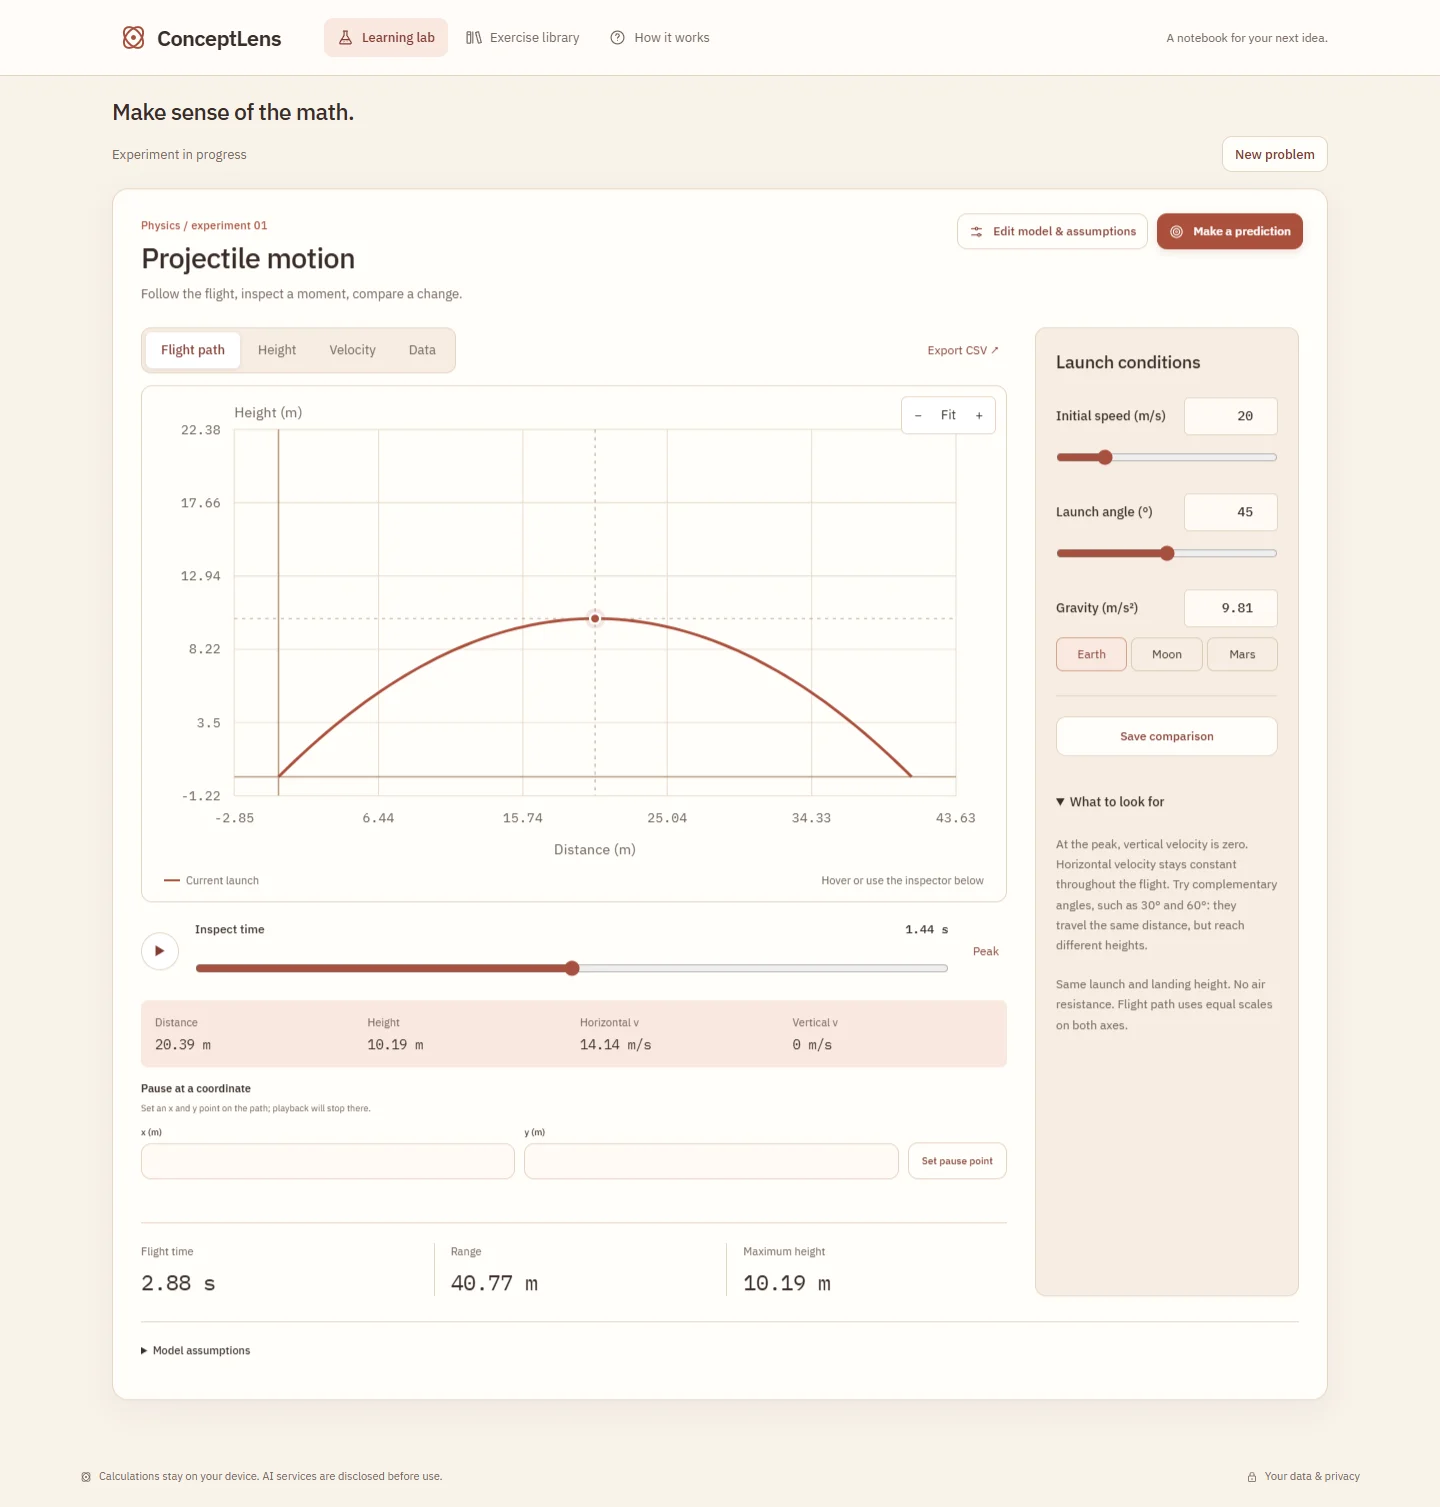 ConceptLens
Learning lab
Exercise library
How it works
A notebook for your next idea.
Make sense of the math.
Experiment in progress
New problem
Physics / experiment 01
Projectile motion
Follow the flight, inspect a moment, compare a change.
Edit model & assumptions
Make a prediction
Flight path
Height
Velocity
Data
Export CSV ↗
Height (m)
− Fit +
22.38
17.66
12.94
8.22
3.5
-1.22
-2.85 6.44 15.74 25.04 34.33 43.63
Distance (m)
Current launch
Hover or use the inspector below
Inspect time
1.44 s
Peak
Distance
20.39 m
Height
10.19 m
Horizontal v
14.14 m/s
Vertical v
0 m/s
Pause at a coordinate
Set an x and y point on the path; playback will stop there.
x (m)
y (m)
Set pause point
Flight time
2.88 s
Range
40.77 m
Maximum height
10.19 m
Launch conditions
Initial speed (m/s)
20
Launch angle (°)
45
Gravity (m/s²)
9.81
Earth
Moon
Mars
Save comparison
▼ What to look for
At the peak, vertical velocity is zero.
Horizontal velocity stays constant
throughout the flight. Try complementary
angles, such as 30° and 60°: they
travel the same distance, but reach
different heights.
Same launch and landing height. No air
resistance. Flight path uses equal scales
on both axes.
▶ Model assumptions
Calculations stay on your device. AI services are disclosed before use.
Your data & privacy